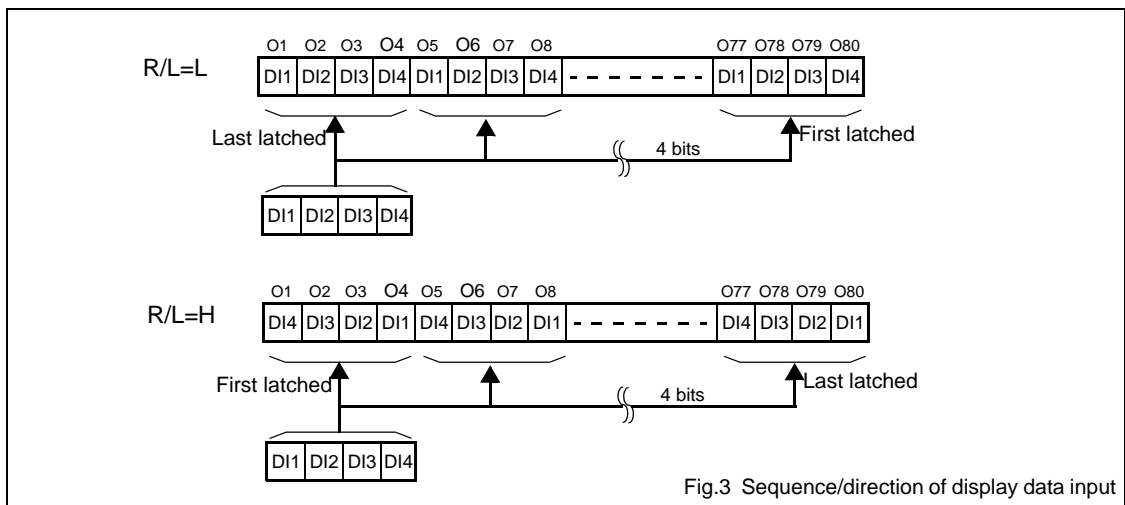 O1 O2 O3 O4 O5 O6 O7 O8 O77 O78 O79 O80
R/L=L DI1 DI2 DI3 DI4 DI1 DI2 DI3 DI4 DI1 DI2 DI3 DI4
Last latched First latched
4 bits
DI1 DI2 DI3 DI4
O1 O2 O3 O4 O5 O6 O7 O8 O77 O78 O79 O80
R/L=H DI4 DI3 DI2 DI1 DI4 DI3 DI2 DI1 DI4 DI3 DI2 DI1
First latched Last latched
4 bits
DI1 DI2 DI3 DI4
Fig.3 Sequence/direction of display data input